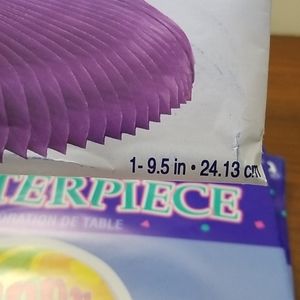 1- 9.5 in • 24.13 cm
TERPIECE
ORATION DE TABLE